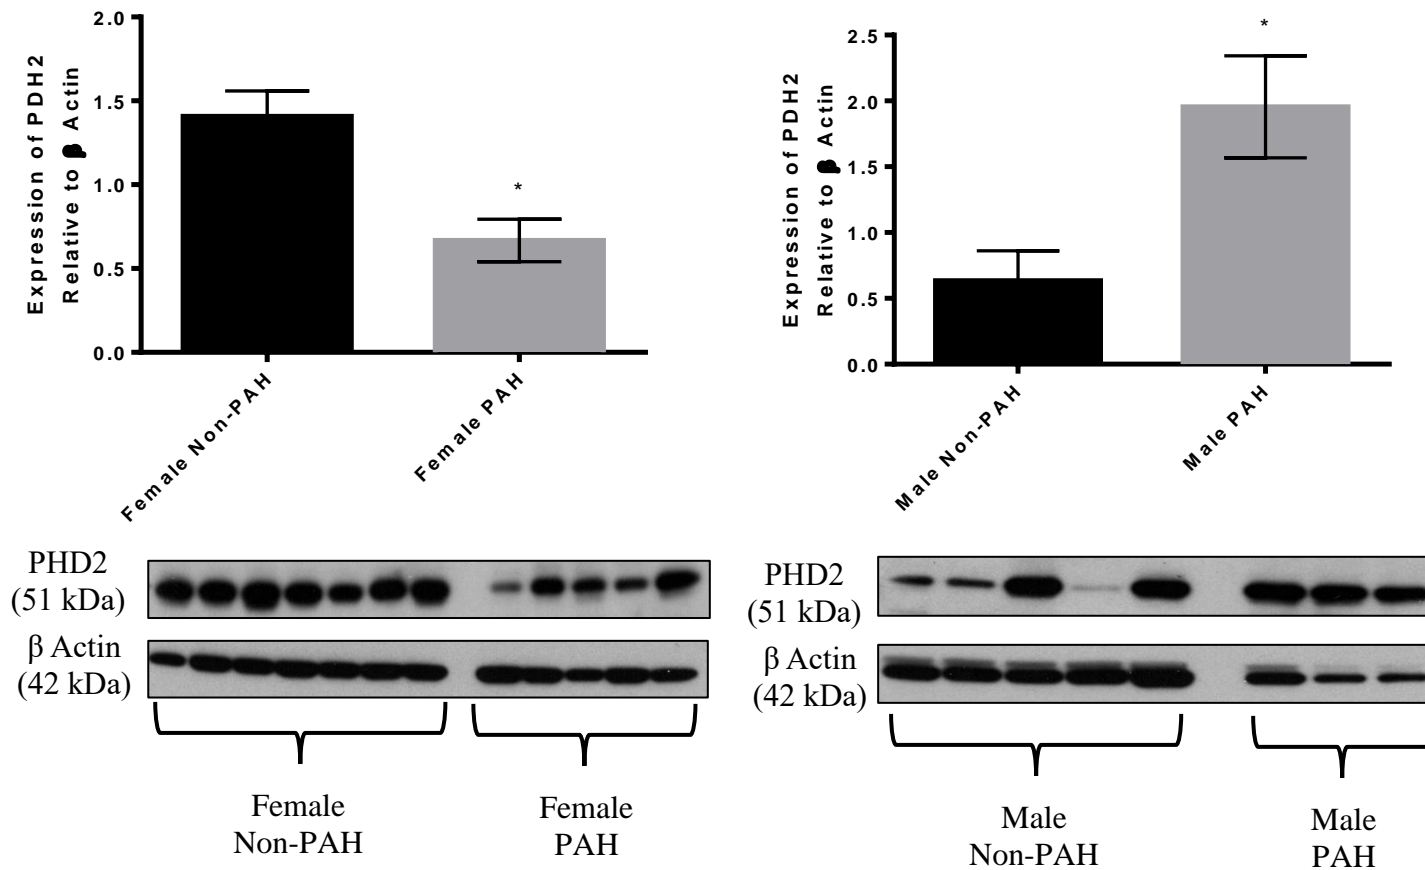 Expression of PDH2
Relative to β Actin
2.0
1.5
1.0
0.5
0.0
*
Female Non-PAH
Female PAH
Expression of PDH2
Relative to β Actin
2.5
2.0
1.5
1.0
0.5
0.0
*
Male Non-PAH
Male PAH
PHD2
(51 kDa)
β Actin
(42 kDa)
Female
Non-PAH
Female
PAH
PHD2
(51 kDa)
β Actin
(42 kDa)
Male
Non-PAH
Male
PAH